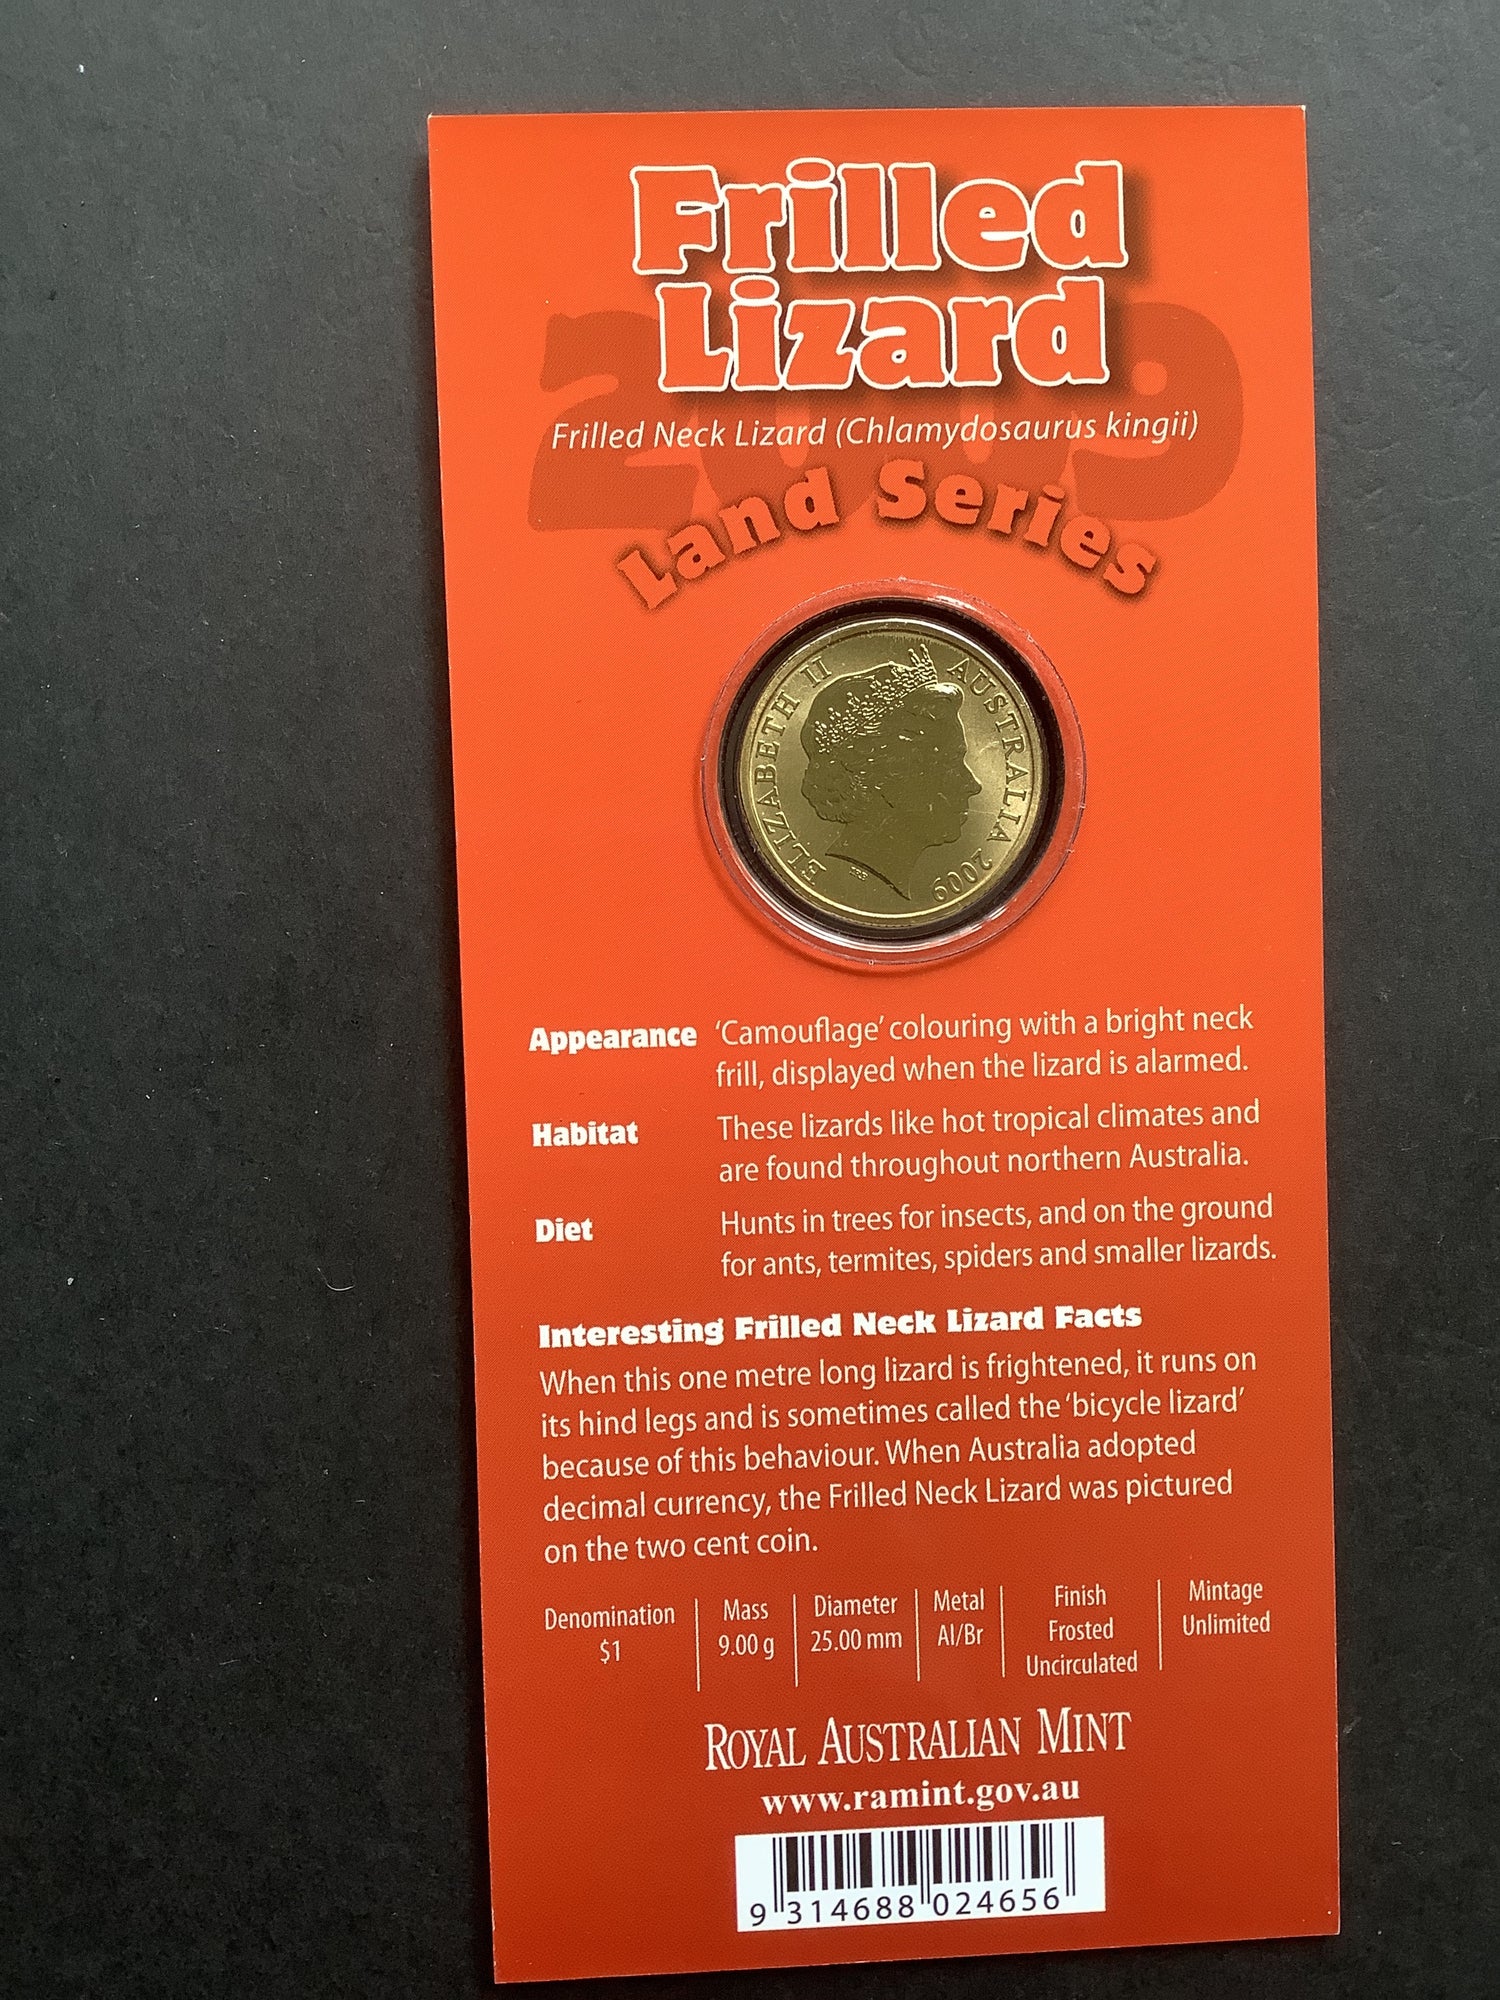 Frilled
Lizard
2009
Frilled Neck Lizard (Chlamydosaurus kingii)
Land Series
ELIZABETH II AUSTRALIA 2009
IRB
Appearance 'Camouflage' colouring with a bright neck
frill, displayed when the lizard is alarmed.
Habitat These lizards like hot tropical climates and
are found throughout northern Australia.
Diet Hunts in trees for insects, and on the ground
for ants, termites, spiders and smaller lizards.
Interesting Frilled Neck Lizard Facts
When this one metre long lizard is frightened, it runs on
its hind legs and is sometimes called the 'bicycle lizard'
because of this behaviour. When Australia adopted
decimal currency, the Frilled Neck Lizard was pictured
on the two cent coin.
Denomination Mass Diameter Metal Finish Mintage
$1 9.00 g 25.00 mm Al/Br Frosted Unlimited
Uncirculated
ROYAL AUSTRALIAN MINT
www.ramint.gov.au
9 314688 024656